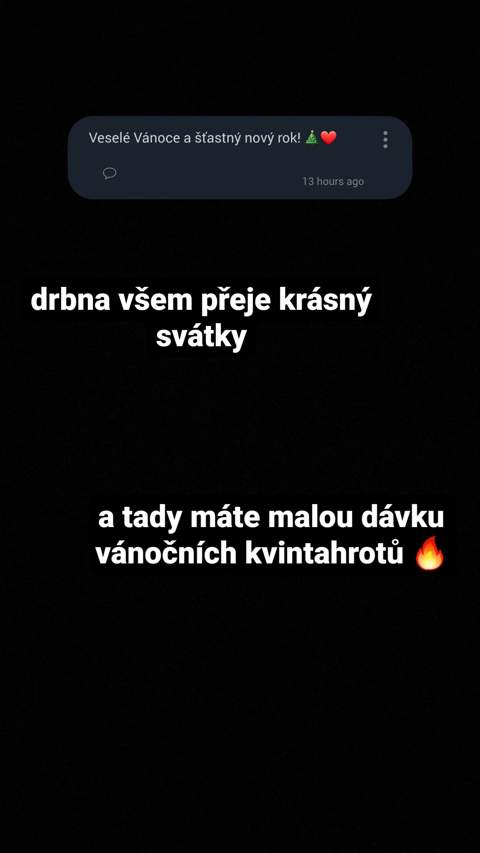 Veselé Vánoce a šťastný nový rok! 🎄❤️
13 hours ago
drbna všem přeje krásný
svátky
a tady máte malou dávku
vánočních kvintahrotů 🔥